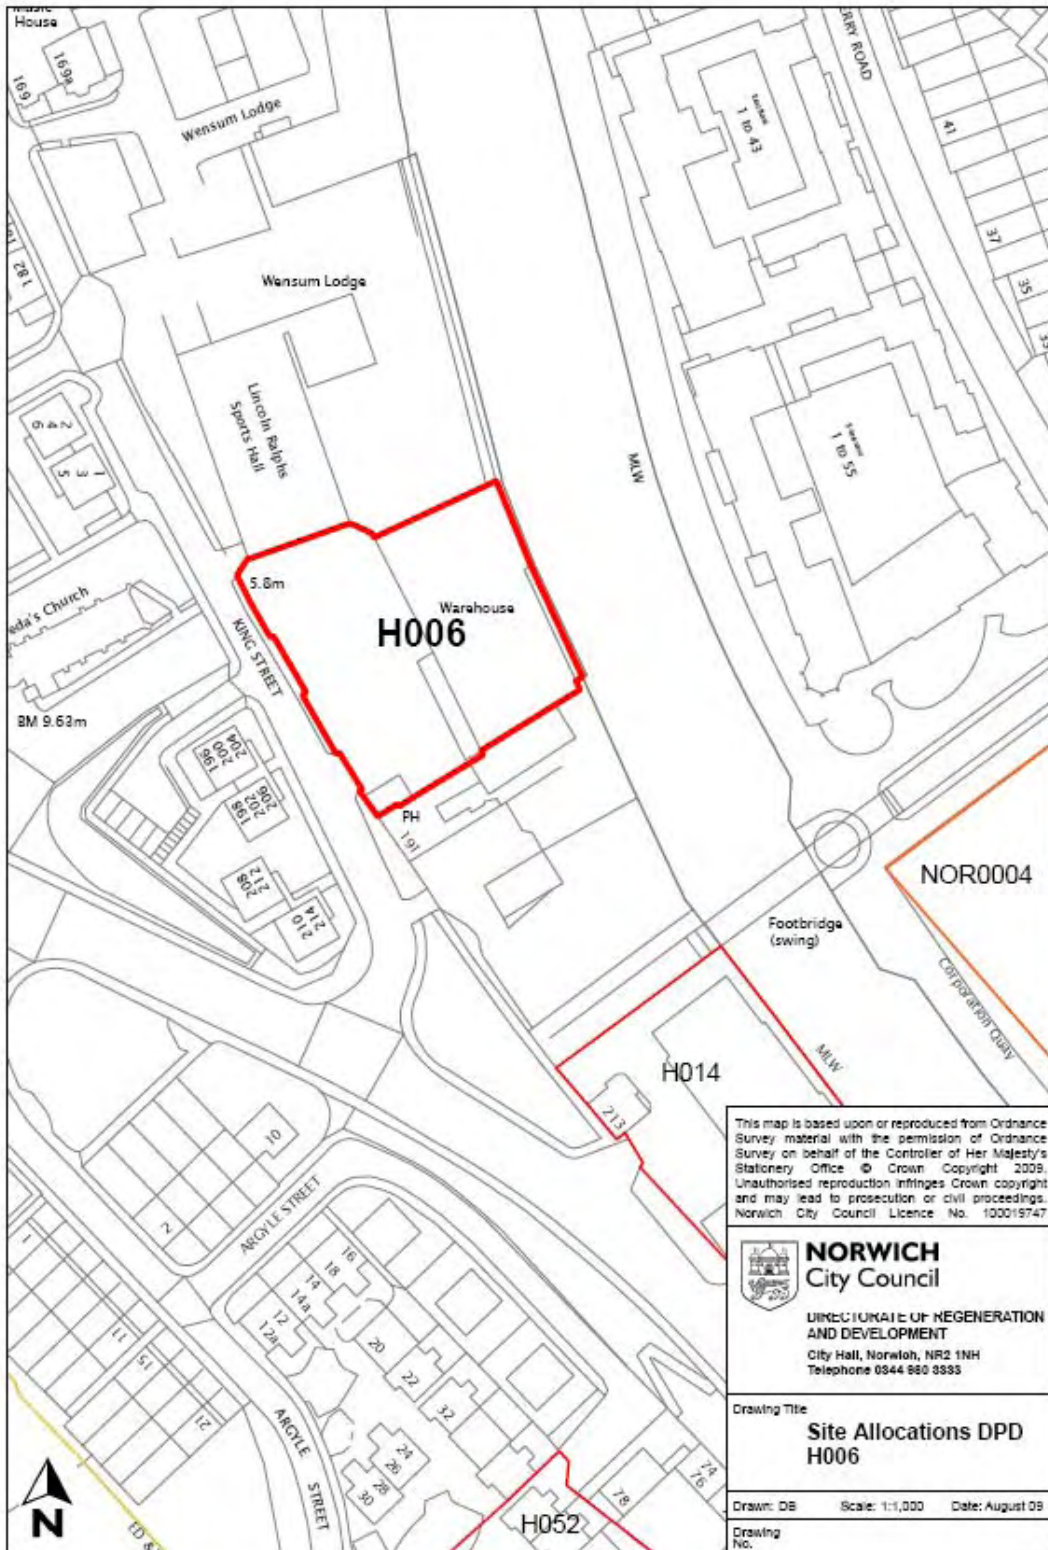 House
169
169a
Wensum Lodge
ERRY ROAD
1 to 43
41
37
35
33
182
Wensum Lodge
Lincoln Ralphs
Sports Hall
2
4
6
1
3
5
MLW
1 to 55
5.8m
Warehouse
H006
eda's Church
KING STREET
BM 9.63m
204
200
196
206
202
198
212
208
214
210
PH
191
NOR0004
Footbridge
(swing)
Corporation Quay
MLW
H014
213
10
2
1
ARGYLE STREET
11
15
21
16
18
14
14a
12
12a
20
22
32
24
26
28
30
ARGYLE
STREET
74
76
78
H052
N
ED &
This map is based upon or reproduced from Ordnance
Survey material with the permission of Ordnance
Survey on behalf of the Controller of Her Majesty's
Stationery Office © Crown Copyright 2009.
Unauthorised reproduction infringes Crown copyright
and may lead to prosecution or civil proceedings.
Norwich City Council Licence No. 100019747
NORWICH
City Council
DIRECTORATE OF REGENERATION
AND DEVELOPMENT
City Hall, Norwich, NR2 1NH
Telephone 0844 980 3333
Drawing Title
Site Allocations DPD
H006
Drawn: DB Scale: 1:1,000 Date: August 09
Drawing
No.